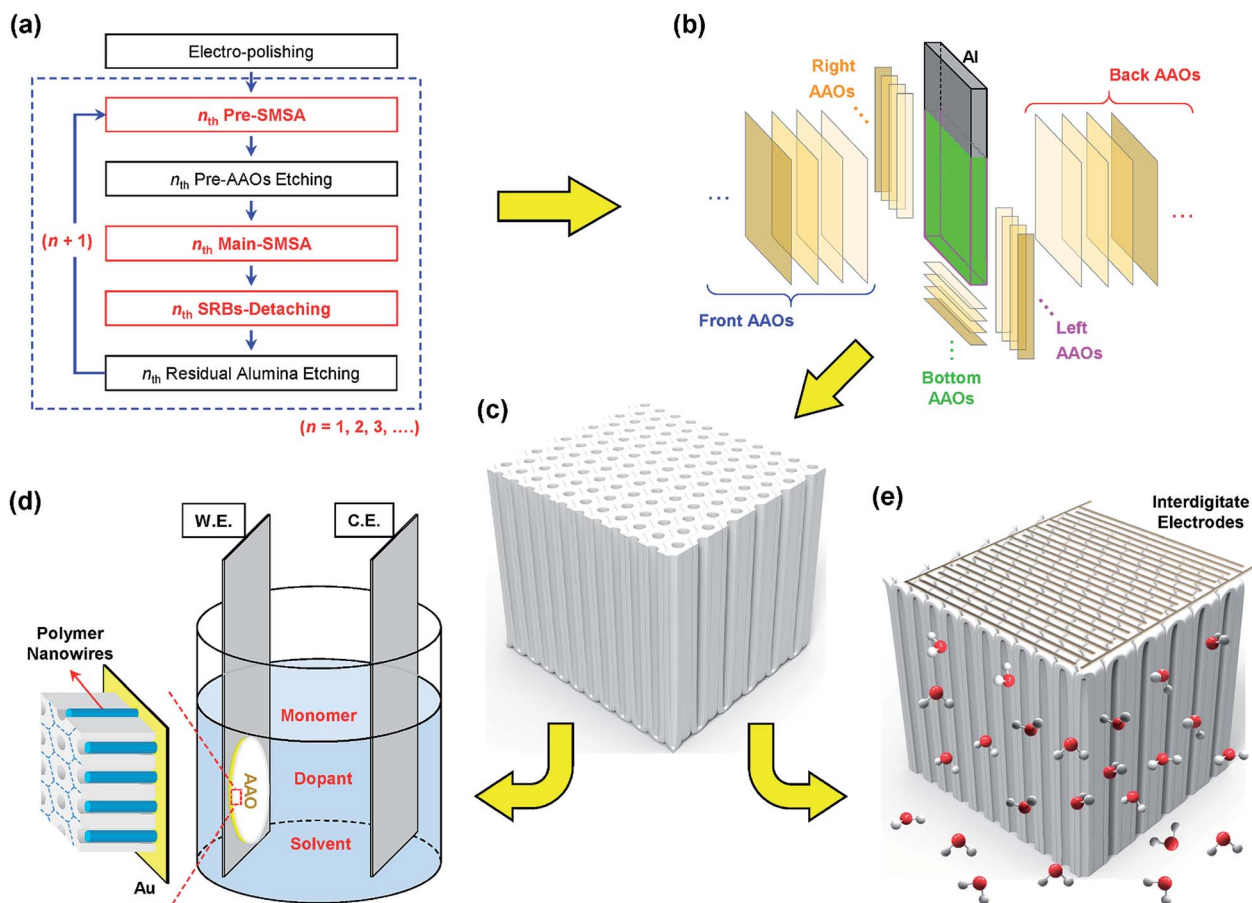 (a)
Electro-polishing
nth Pre-SMSA
nth Pre-AAOs Etching
nth Main-SMSA
nth SRBs-Detaching
nth Residual Alumina Etching
(n + 1)
(n = 1, 2, 3, ....)
(b)
Al
Right
AAOs
Back AAOs
...
...
Front AAOs
Left
AAOs
Bottom
AAOs
(c)
(d)
W.E.
C.E.
Polymer
Nanowires
Monomer
AAO
Dopant
Solvent
Au
(e)
Interdigitate
Electrodes